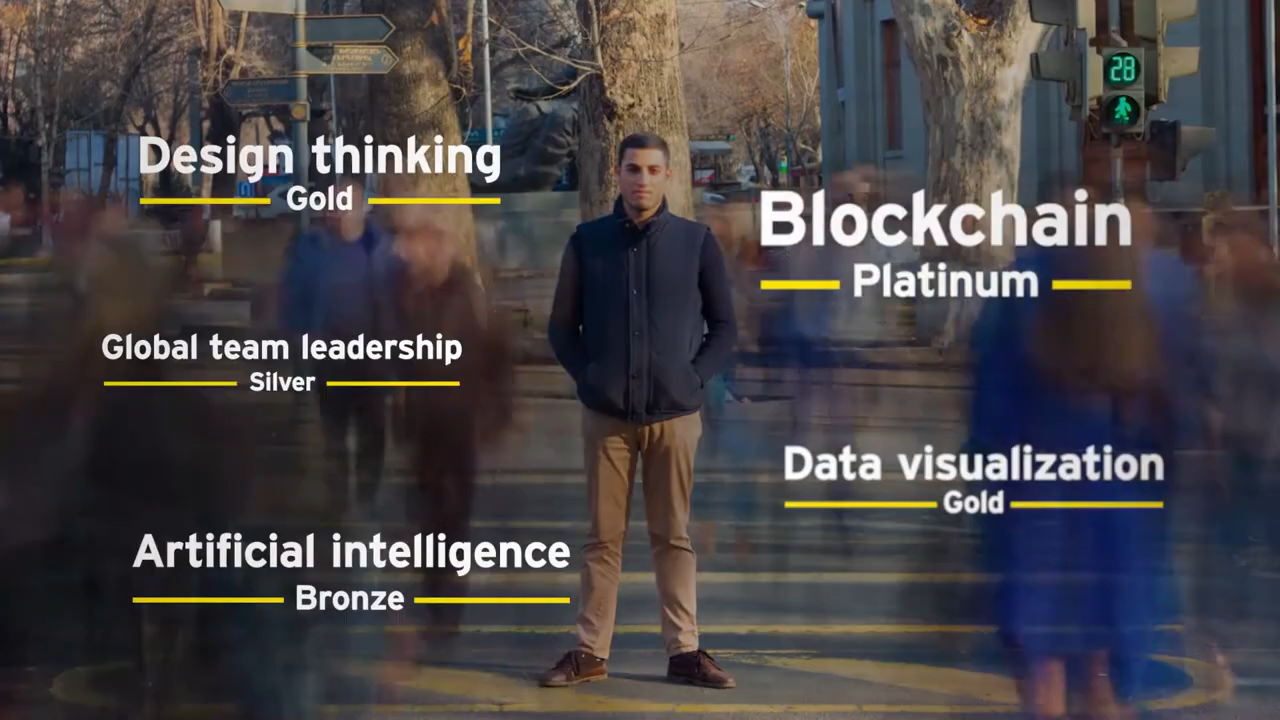 Design thinking
Gold
Blockchain
Platinum
Global team leadership
Silver
Data visualization
Gold
Artificial intelligence
Bronze
28